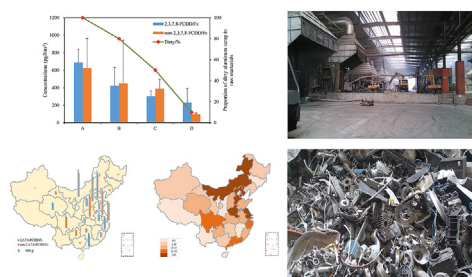 1200
1000
800
600
400
200
0
Concentrations (pg/Nm³)
2,3,7,8-PCDD/Fs
non-2,3,7,8-PCDD/Fs
Dirty/%
100
80
60
40
20
0
Proportion of dirty aluminum scrap in raw materials
A B C D